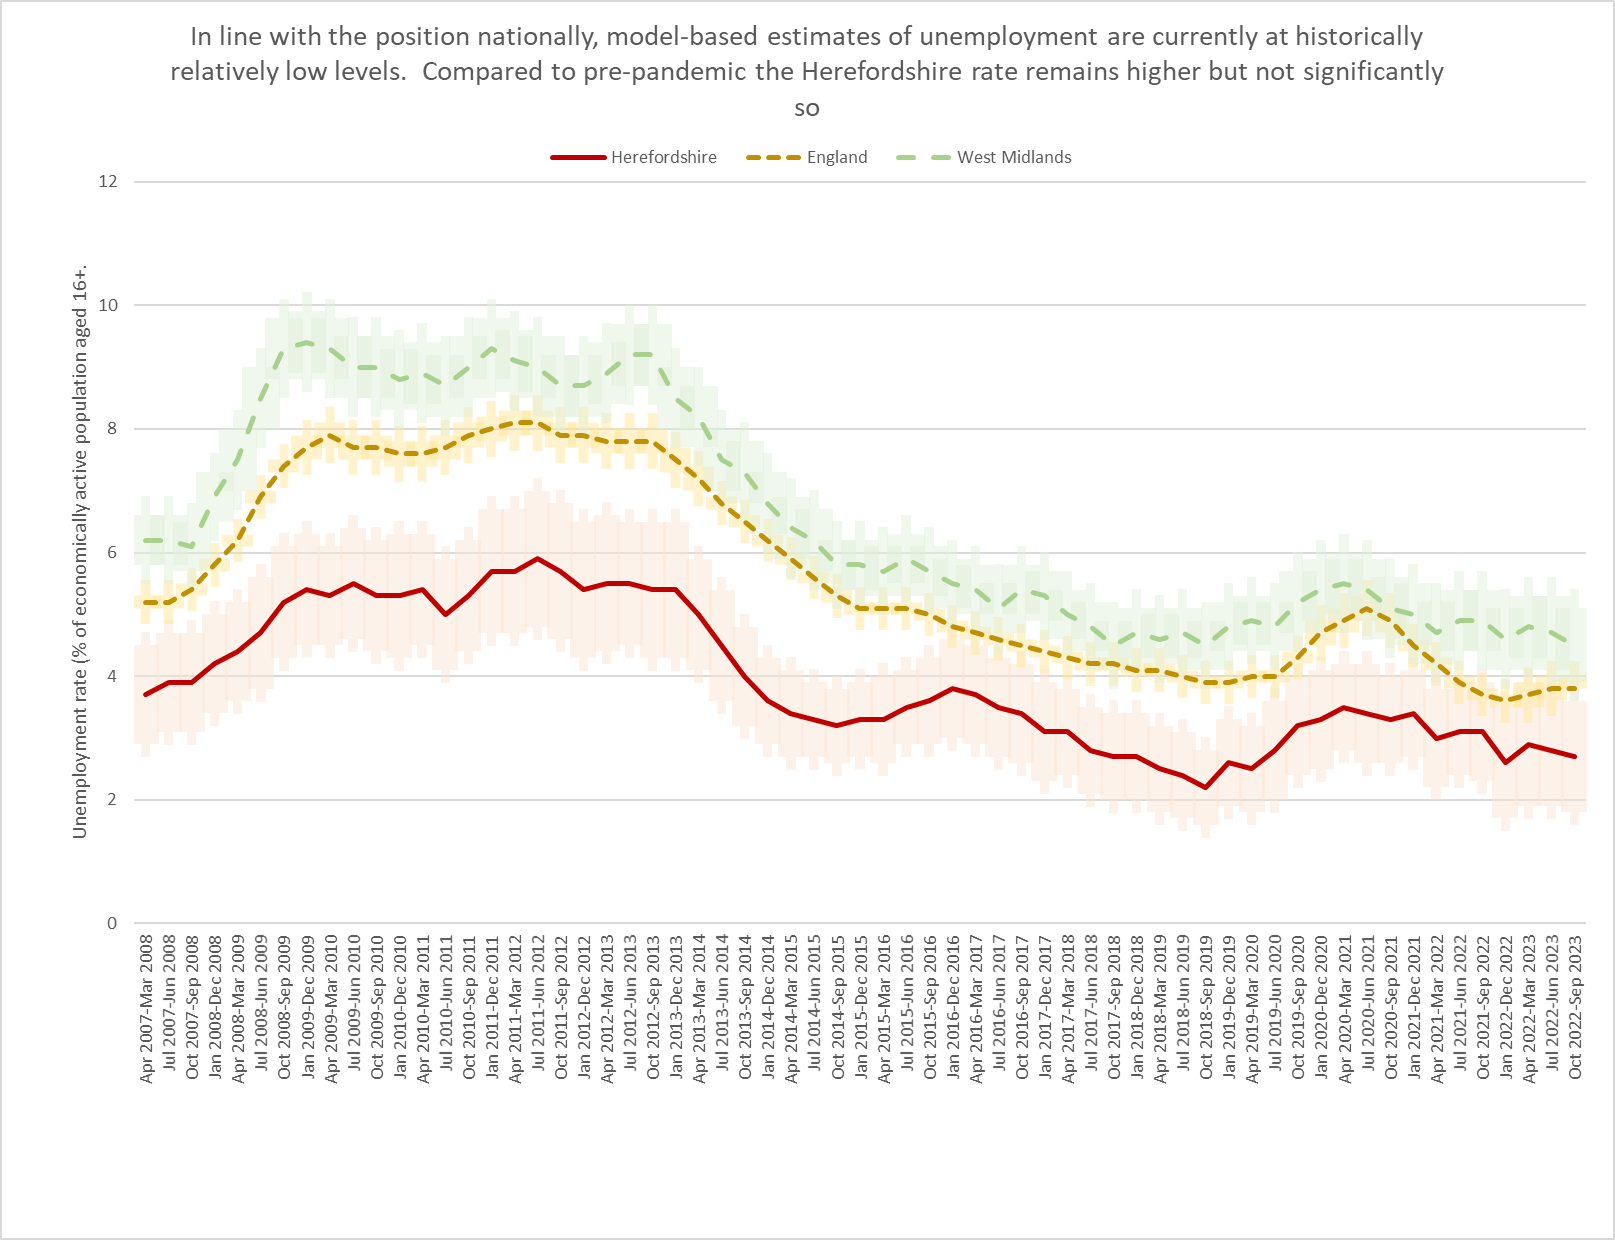 In line with the position nationally, model-based estimates of unemployment are currently at historically
relatively low levels.  Compared to pre-pandemic the Herefordshire rate remains higher but not significantly
so
Herefordshire
England
West Midlands
Unemployment rate (% of economically active population aged 16+.
12
10
8
6
4
2
0
Apr 2007-Mar 2008
Jul 2007-Jun 2008
Oct 2007-Sep 2008
Jan 2008-Dec 2008
Apr 2008-Mar 2009
Jul 2008-Jun 2009
Oct 2008-Sep 2009
Jan 2009-Dec 2009
Apr 2009-Mar 2010
Jul 2009-Jun 2010
Oct 2009-Sep 2010
Jan 2010-Dec 2010
Apr 2010-Mar 2011
Jul 2010-Jun 2011
Oct 2010-Sep 2011
Jan 2011-Dec 2011
Apr 2011-Mar 2012
Jul 2011-Jun 2012
Oct 2011-Sep 2012
Jan 2012-Dec 2012
Apr 2012-Mar 2013
Jul 2012-Jun 2013
Oct 2012-Sep 2013
Jan 2013-Dec 2013
Apr 2013-Mar 2014
Jul 2013-Jun 2014
Oct 2013-Sep 2014
Jan 2014-Dec 2014
Apr 2014-Mar 2015
Jul 2014-Jun 2015
Oct 2014-Sep 2015
Jan 2015-Dec 2015
Apr 2015-Mar 2016
Jul 2015-Jun 2016
Oct 2015-Sep 2016
Jan 2016-Dec 2016
Apr 2016-Mar 2017
Jul 2016-Jun 2017
Oct 2016-Sep 2017
Jan 2017-Dec 2017
Apr 2017-Mar 2018
Jul 2017-Jun 2018
Oct 2017-Sep 2018
Jan 2018-Dec 2018
Apr 2018-Mar 2019
Jul 2018-Jun 2019
Oct 2018-Sep 2019
Jan 2019-Dec 2019
Apr 2019-Mar 2020
Jul 2019-Jun 2020
Oct 2019-Sep 2020
Jan 2020-Dec 2020
Apr 2020-Mar 2021
Jul 2020-Jun 2021
Oct 2020-Sep 2021
Jan 2021-Dec 2021
Apr 2021-Mar 2022
Jul 2021-Jun 2022
Oct 2021-Sep 2022
Jan 2022-Dec 2022
Apr 2022-Mar 2023
Jul 2022-Jun 2023
Oct 2022-Sep 2023